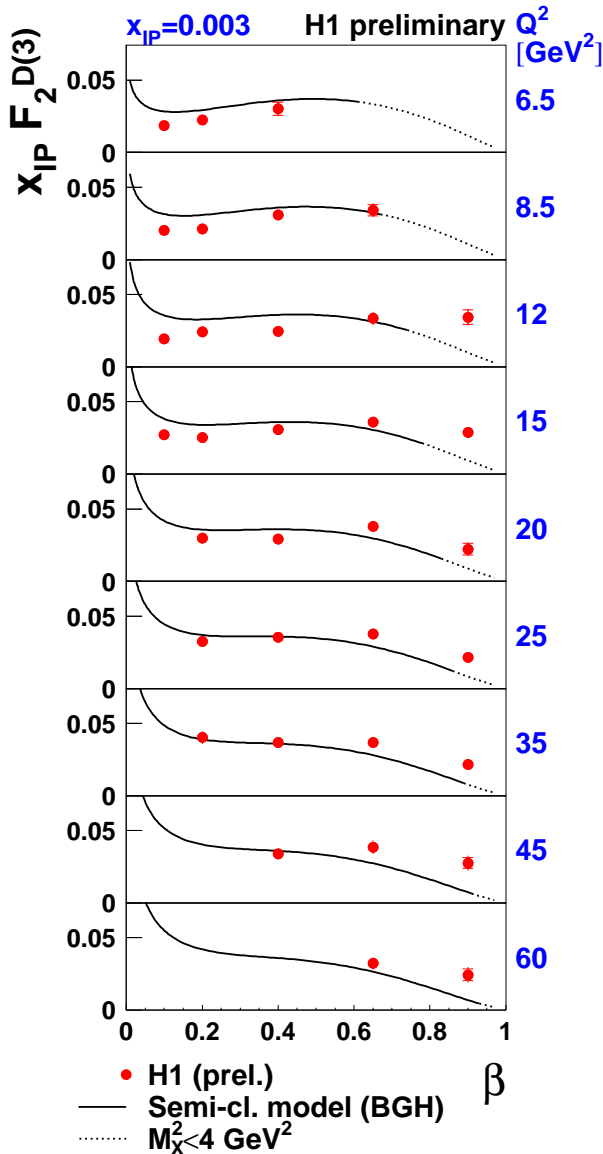 x_IP=0.003 H1 preliminary Q²
[GeV²]
x_IP F₂^D(3)
0.05 6.5
0
0.05 8.5
0
0.05 12
0
0.05 15
0
0.05 20
0
0.05 25
0
0.05 35
0
0.05 45
0
0.05 60
0
0 0.2 0.4 0.6 0.8 1
β
H1 (prel.)
Semi-cl. model (BGH)
M_X²<4 GeV²